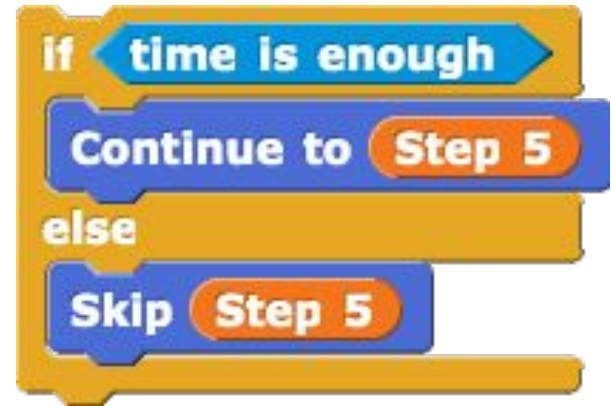 if time is enough
Continue to Step 5
else
Skip Step 5